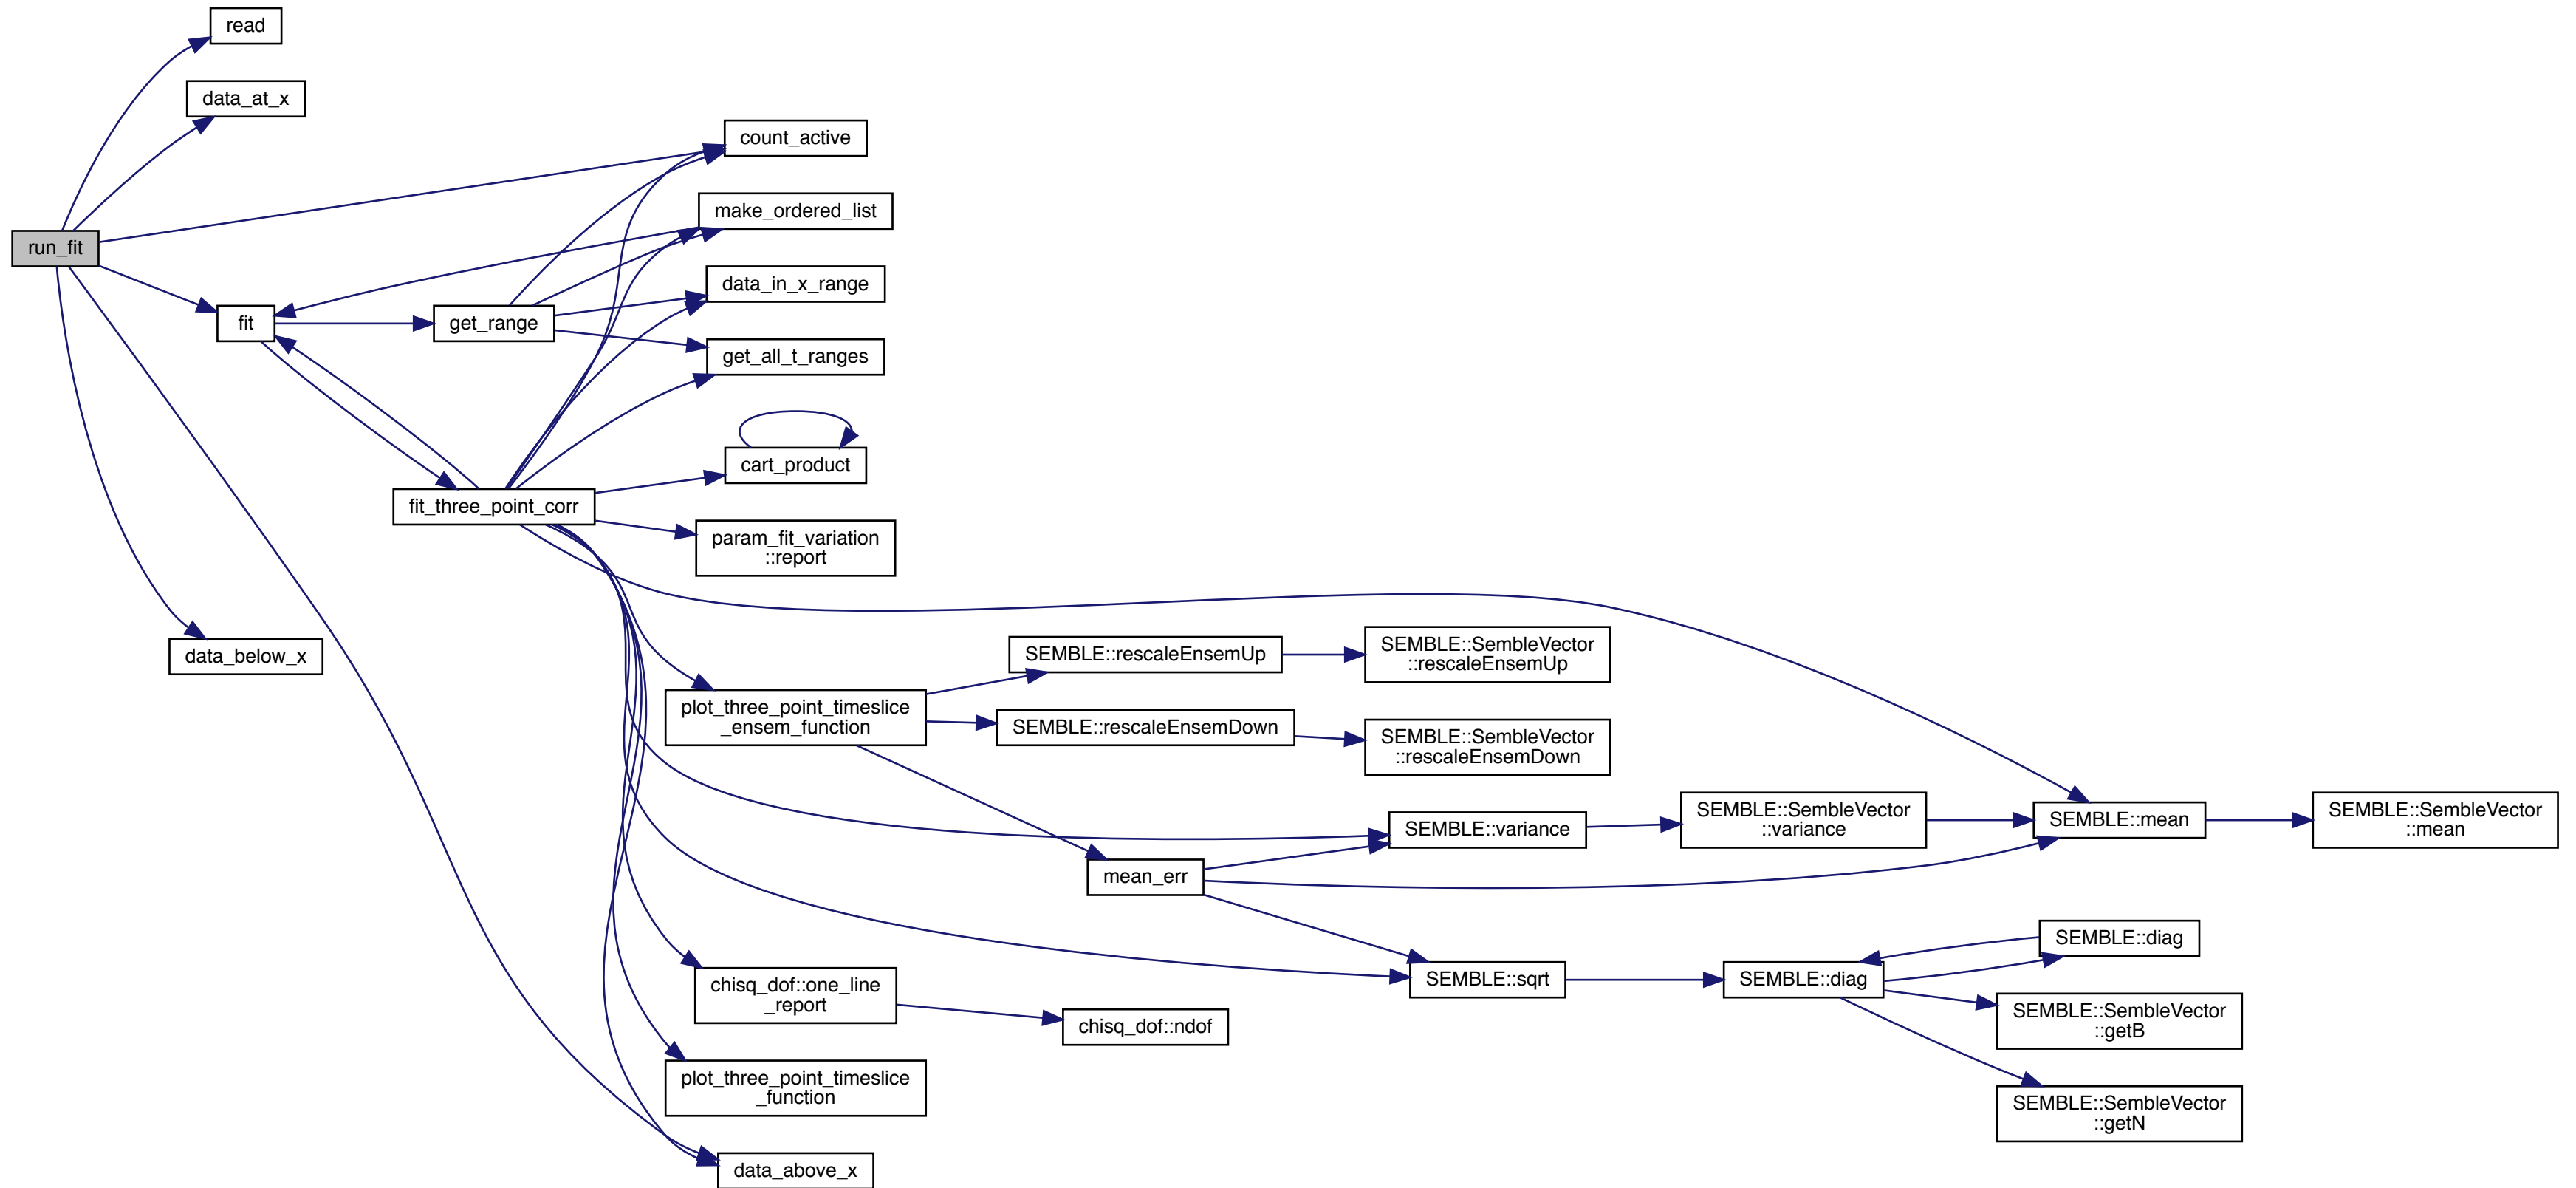 read
data_at_x
count_active
make_ordered_list
run_fit
data_in_x_range
fit
get_range
get_all_t_ranges
cart_product
fit_three_point_corr
param_fit_variation
::report
data_below_x
SEMBLE::rescaleEnsemUp
SEMBLE::SembleVector
::rescaleEnsemUp
plot_three_point_timeslice
_ensem_function
SEMBLE::rescaleEnsemDown
SEMBLE::SembleVector
::rescaleEnsemDown
SEMBLE::variance
SEMBLE::SembleVector
::variance
SEMBLE::mean
SEMBLE::SembleVector
::mean
mean_err
SEMBLE::diag
chisq_dof::one_line
_report
SEMBLE::sqrt
SEMBLE::diag
SEMBLE::SembleVector
::getB
chisq_dof::ndof
plot_three_point_timeslice
_function
SEMBLE::SembleVector
::getN
data_above_x